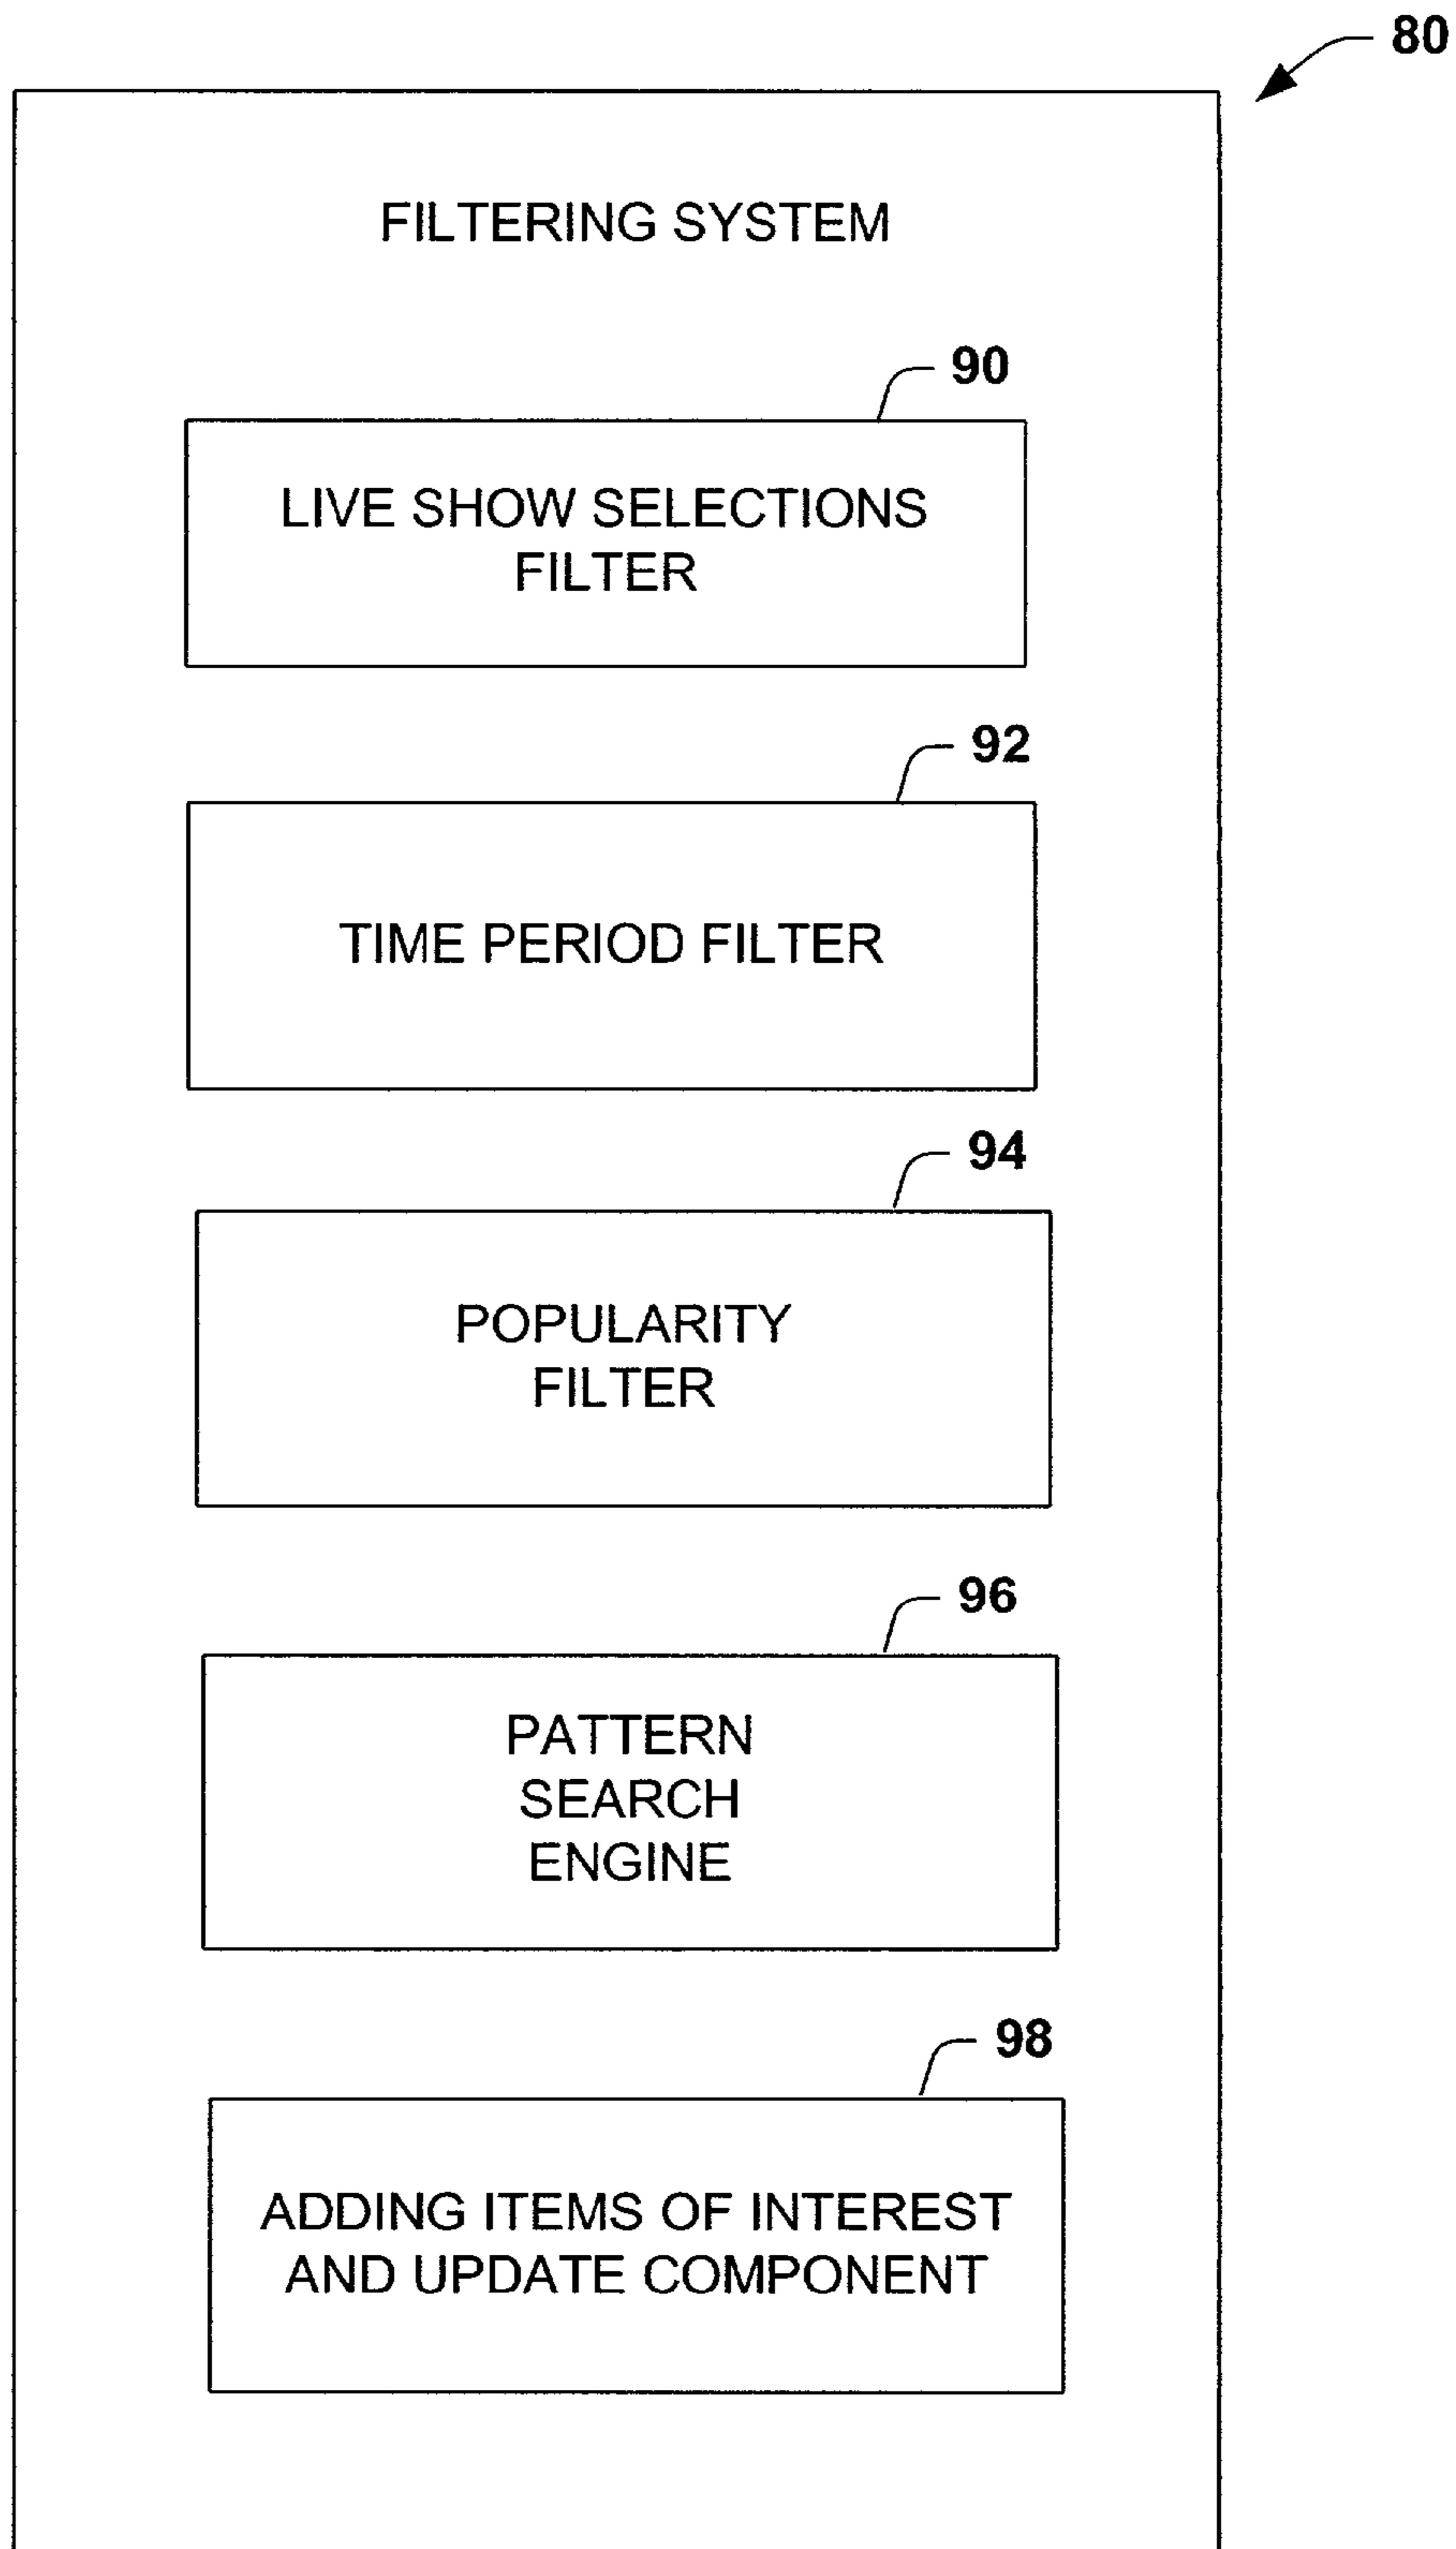 80
FILTERING SYSTEM
90
LIVE SHOW SELECTIONS
FILTER
92
TIME PERIOD FILTER
94
POPULARITY
FILTER
96
PATTERN
SEARCH
ENGINE
98
ADDING ITEMS OF INTEREST
AND UPDATE COMPONENT